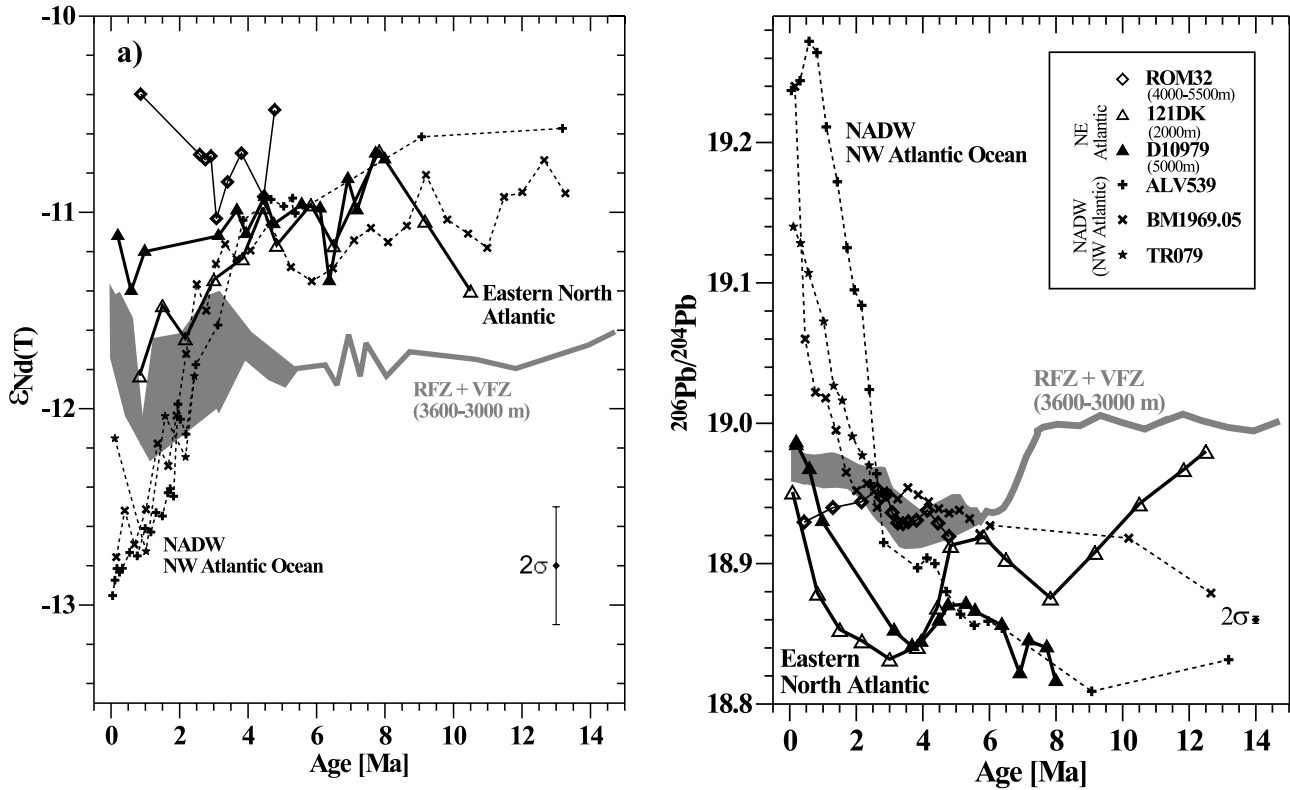 a)
-10
-11
-12
-13
εNd(T)
0 2 4 6 8 10 12 14
Age [Ma]
Eastern North
Atlantic
RFZ + VFZ
(3600-3000 m)
NADW
NW Atlantic Ocean
2σ
19.2
19.1
19.0
18.9
18.8
206Pb/204Pb
0 2 4 6 8 10 12 14
Age [Ma]
NADW
NW Atlantic Ocean
NE
Atlantic
NADW
(NW Atlantic)
ROM32
(4000-5500m)
121DK
(2000m)
D10979
(5000m)
ALV539
BM1969.05
TR079
RFZ + VFZ
(3600-3000 m)
2σ
Eastern
North Atlantic